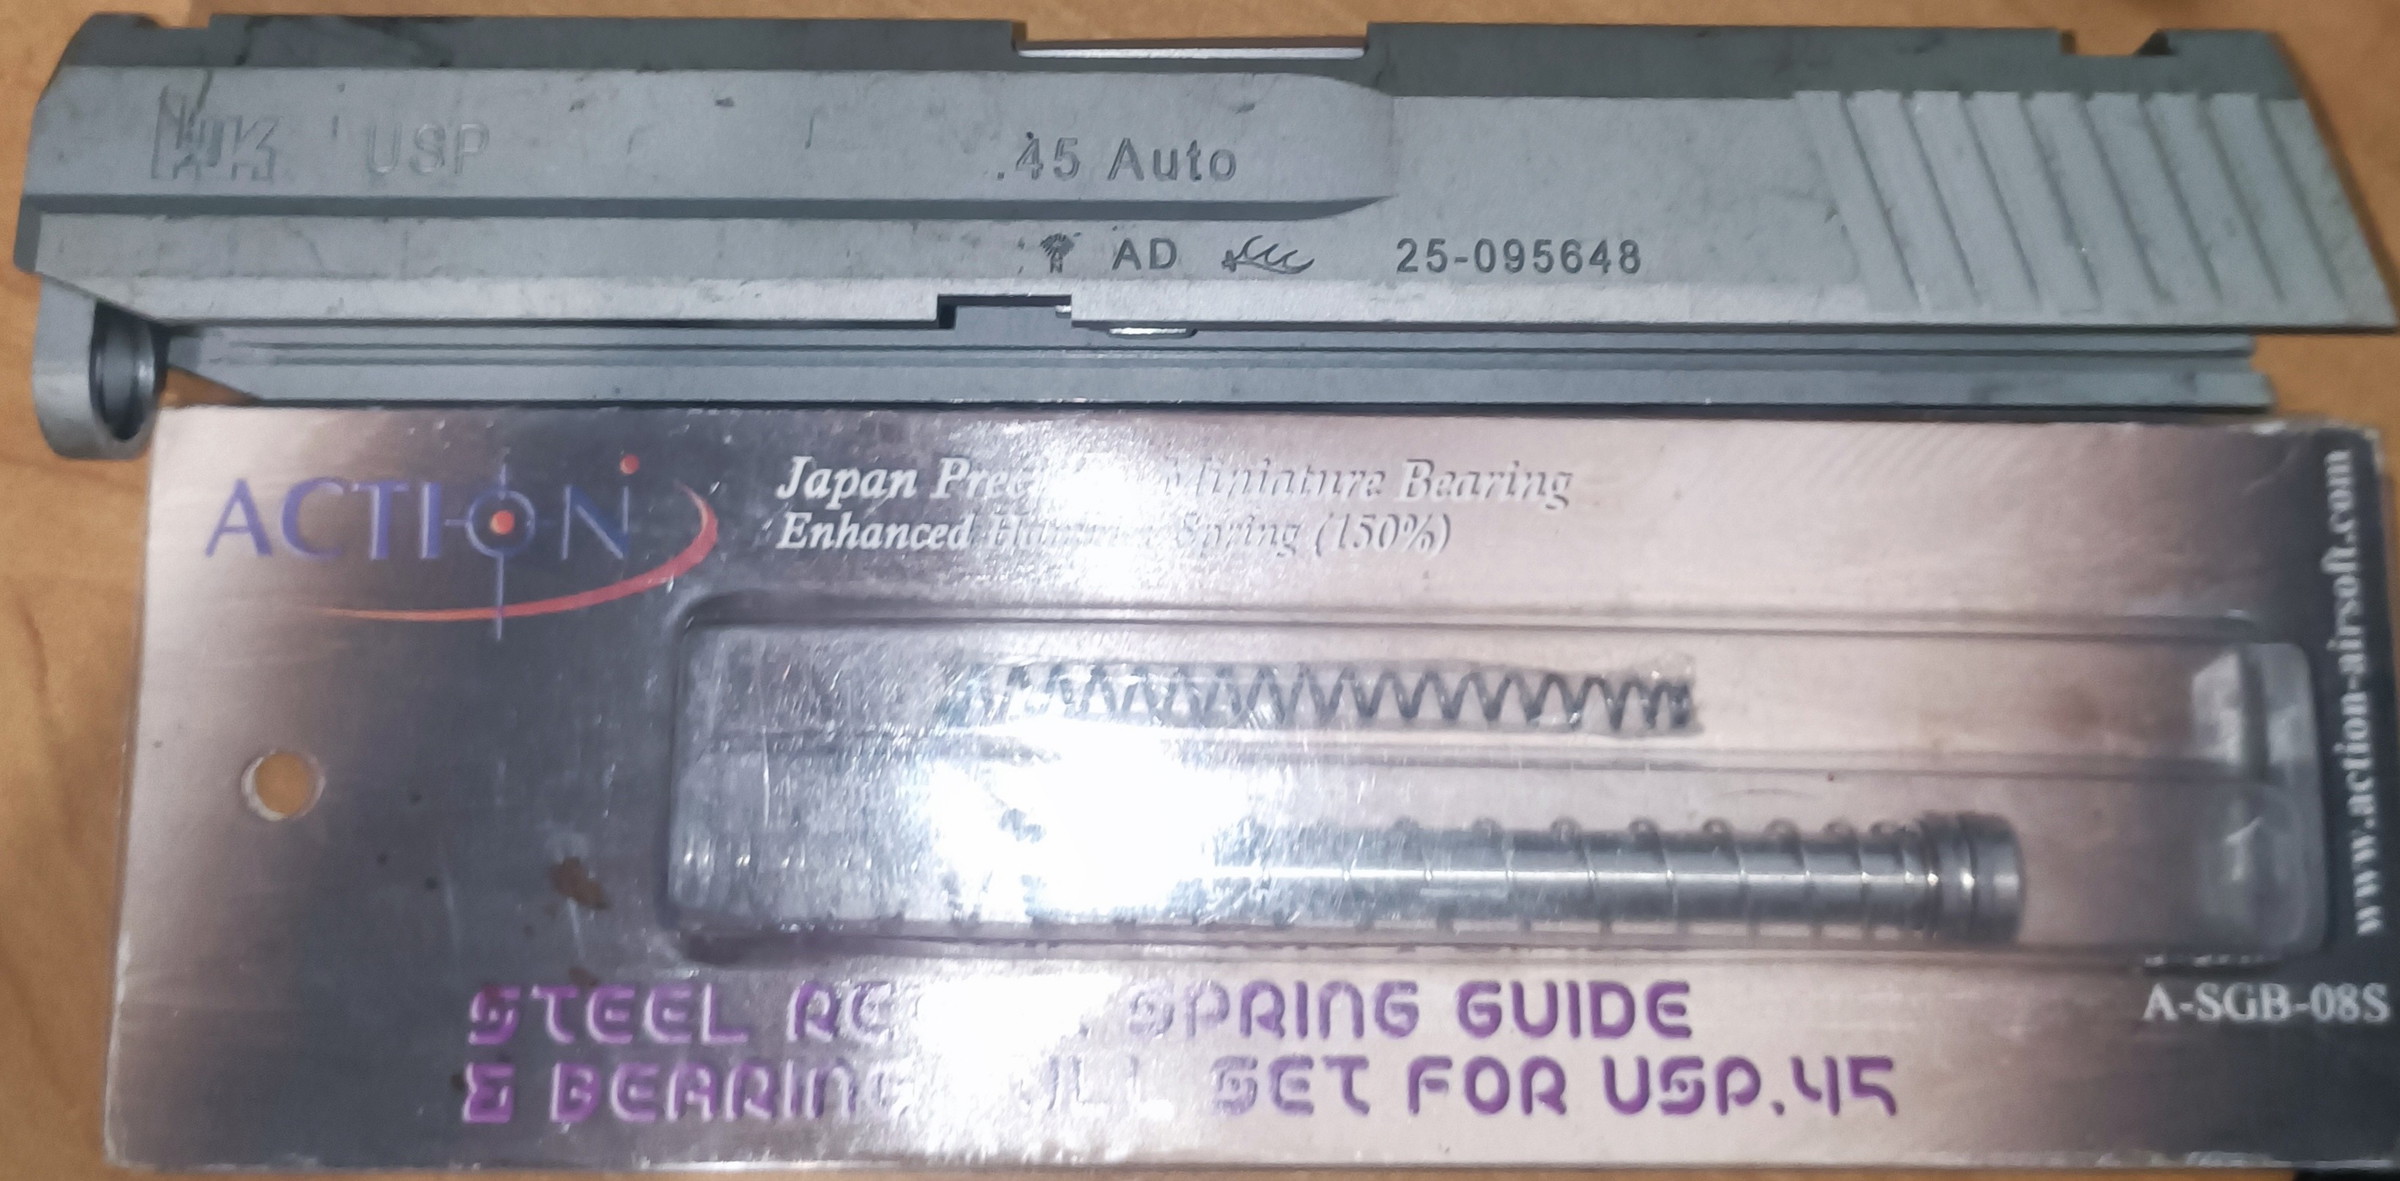 HK USP
.45 Auto
AD 25-095648
ACTION
Japan Miniature Bearing
Enhanced Spring (150%)
www.action-airsoft.com
A-SGB-08S
STEEL SPRING GUIDE
& BEARING SET FOR USP.45